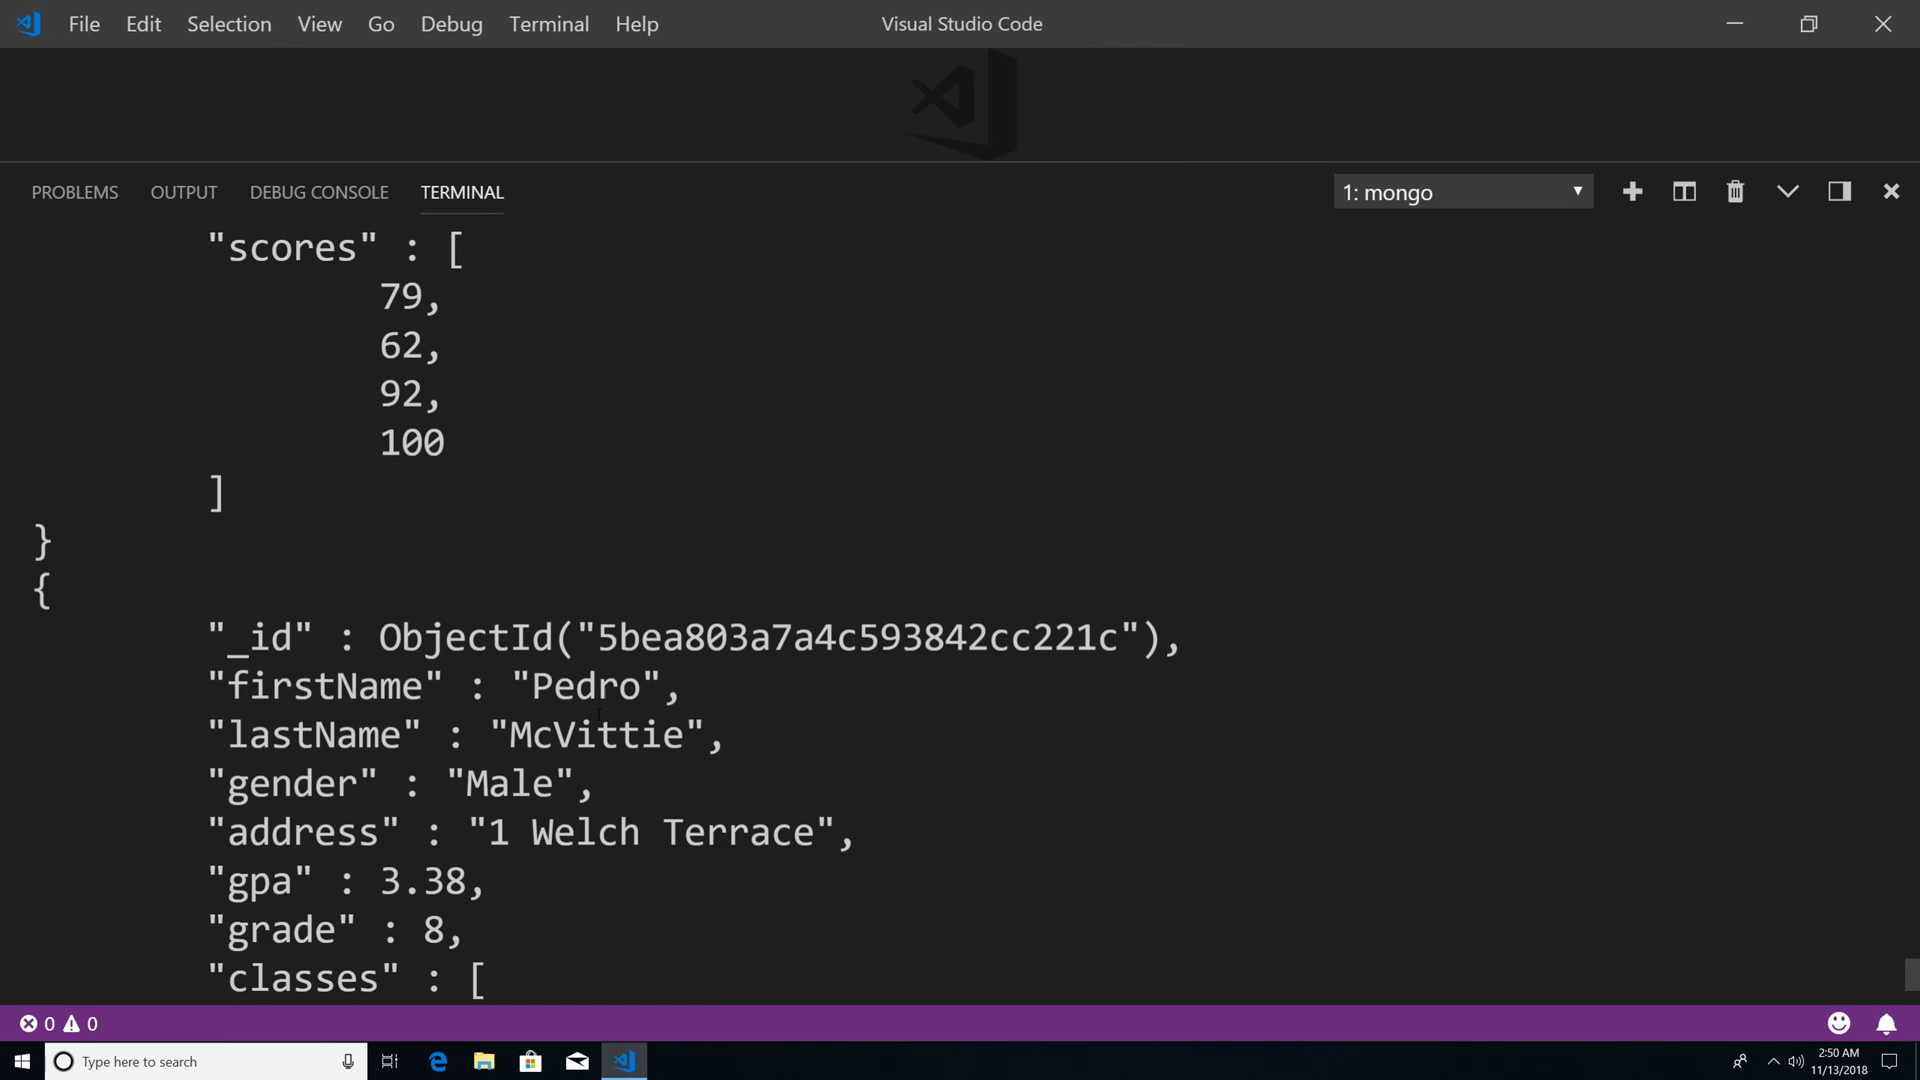 File Edit Selection View Go Debug Terminal Help Visual Studio Code
PROBLEMS OUTPUT DEBUG CONSOLE TERMINAL 1: mongo
"scores" : [
79,
62,
92,
100
]
}
{
"_id" : ObjectId("5bea803a7a4c593842cc221c"),
"firstName" : "Pedro",
"lastName" : "McVittie",
"gender" : "Male",
"address" : "1 Welch Terrace",
"gpa" : 3.38,
"grade" : 8,
"classes" : [
0 0
Type here to search 2:50 AM
11/13/2018